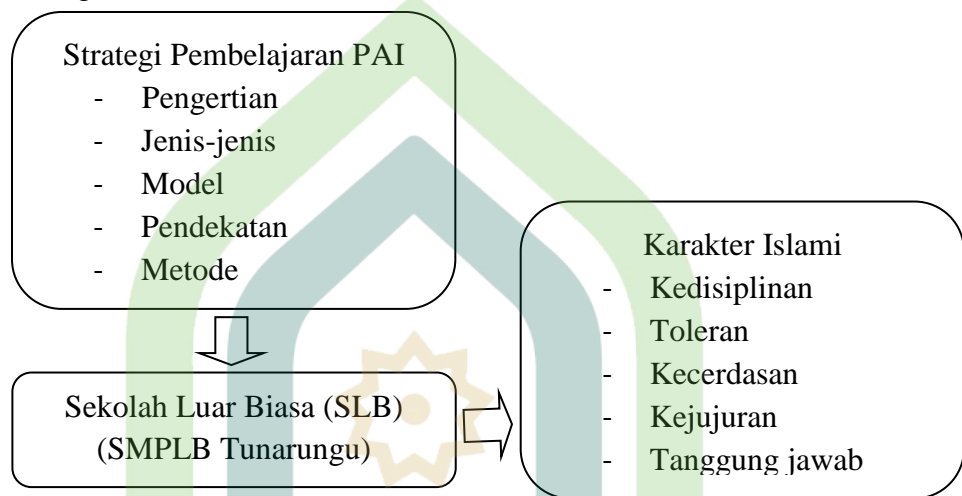 Strategi Pembelajaran PAI
- Pengertian
- Jenis-jenis
- Model
- Pendekatan
- Metode
Sekolah Luar Biasa (SLB)
(SMPLB Tunarungu)
Karakter Islami
- Kedisiplinan
- Toleran
- Kecerdasan
- Kejujuran
- Tanggung jawab